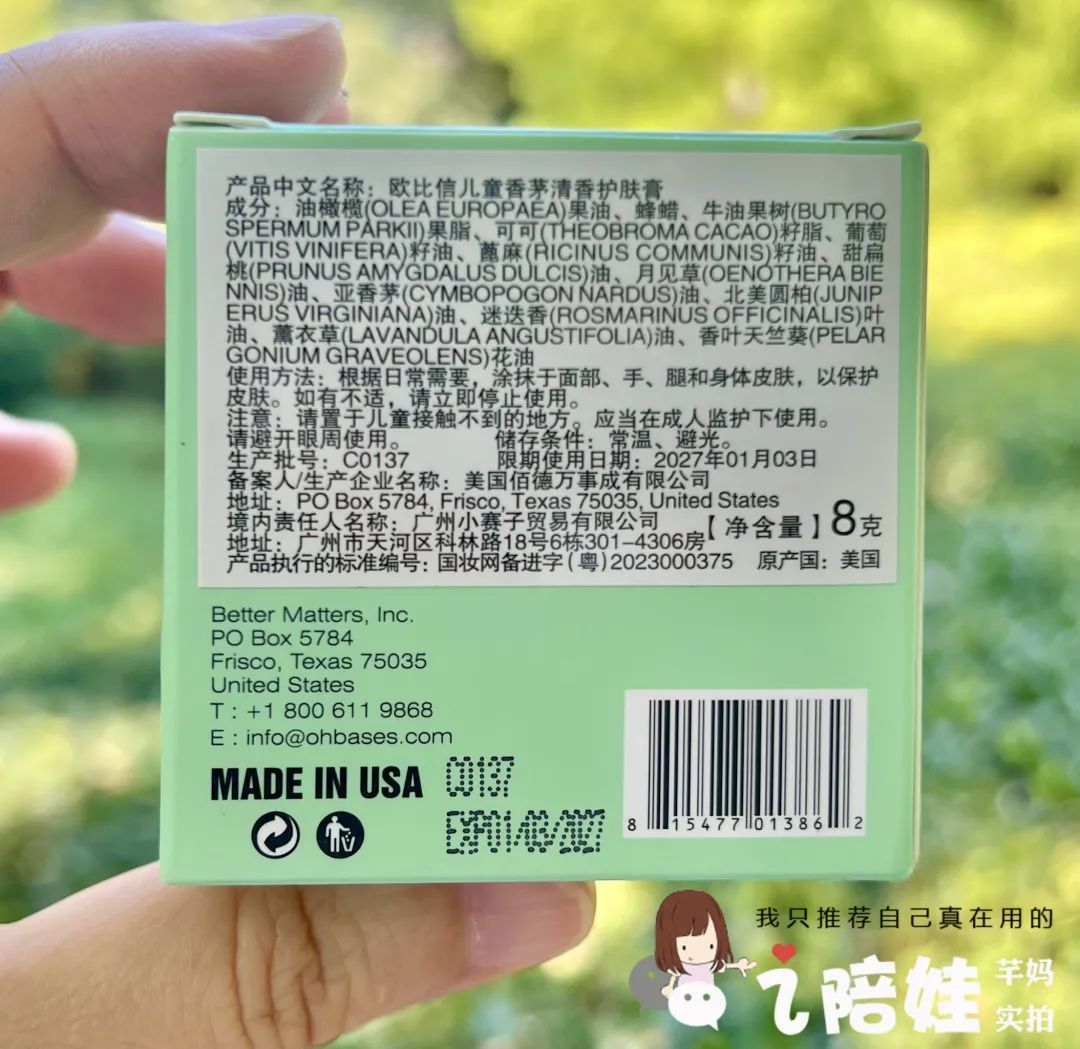 产品中文名称：欧比信儿童香茅清香护肤膏
成分：油橄榄(OLEA EUROPAEA)果油、蜂蜡、牛油果树(BUTYRO
SPERMUM PARKII)果脂、可可(THEOBROMA CACAO)籽脂、葡萄
(VITIS VINIFERA)籽油、蓖麻(RICINUS COMMUNIS)籽油、甜扁
桃(PRUNUS AMYGDALUS DULCIS)油、月见草(OENOTHERA BIE
NNIS)油、亚香茅(CYMBOPOGON NARDUS)油、北美圆柏(JUNIP
ERUS VIRGINIANA)油、迷迭香(ROSMARINUS OFFICINALIS)叶
油、薰衣草(LAVANDULA ANGUSTIFOLIA)油、香叶天竺葵(PELAR
GONIUM GRAVEOLENS)花油
使用方法：根据日常需要，涂抹于面部、手、腿和身体皮肤，以保护
皮肤。如有不适，请立即停止使用。
注意：请置于儿童接触不到的地方。应当在成人监护下使用。
请避开眼周使用。 储存条件：常温、避光。
生产批号：C0137 限期使用日期：2027年01月03日
备案人/生产企业名称：美国佰德万事成有限公司
地址：PO Box 5784, Frisco, Texas 75035, United States
境内责任人名称：广州小赛子贸易有限公司
地址：广州市天河区科林路18号6栋301-4306房
【净含量】8克
产品执行的标准编号：国妆网备进字(粤)2023000375 原产国：美国
Better Matters, Inc.
PO Box 5784
Frisco, Texas 75035
United States
T : +1 800 611 9868
E : info@ohbases.com
MADE IN USA
C0137
EXP01/03/2027
8 15477 01386 2
我只推荐自己真在用的
乙陪娃
芊妈
实拍